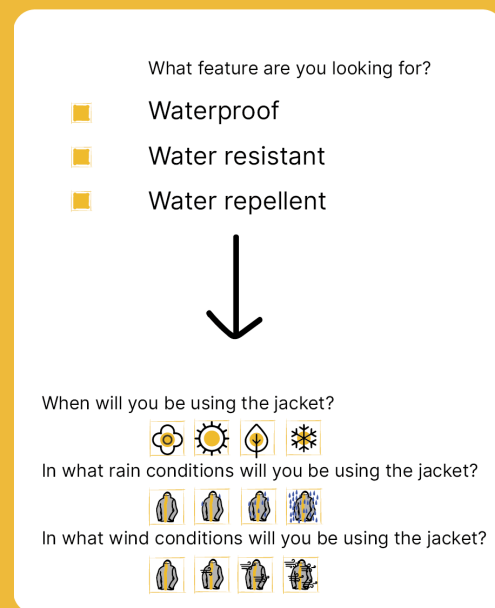 What feature are you looking for?
Waterproof
Water resistant
Water repellent
When will you be using the jacket?
In what rain conditions will you be using the jacket?
In what wind conditions will you be using the jacket?